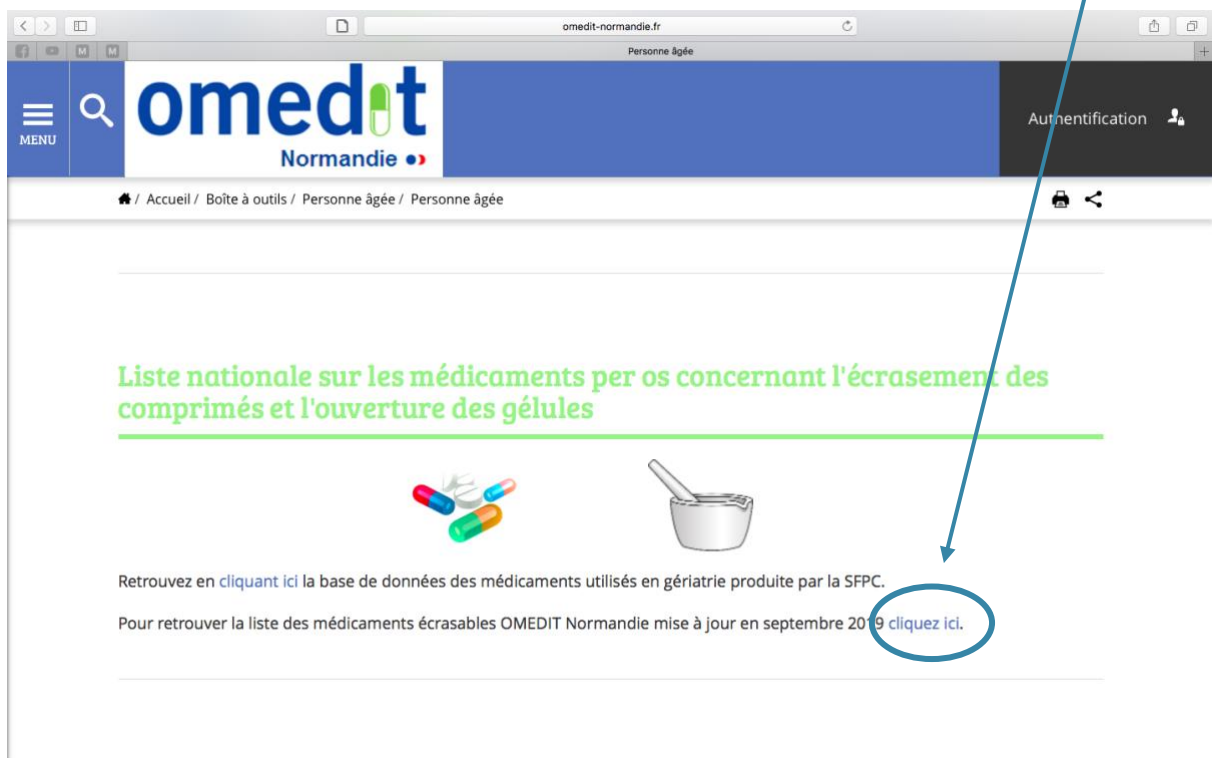 omedit-normandie.fr
Personne âgée
MENU
omedit
Normandie
Authentification
/ Accueil / Boîte à outils / Personne âgée / Personne âgée
Liste nationale sur les médicaments per os concernant l'écrasement des
comprimés et l'ouverture des gélules
Retrouvez en cliquant ici la base de données des médicaments utilisés en gériatrie produite par la SFPC.
Pour retrouver la liste des médicaments écrasables OMEDIT Normandie mise à jour en septembre 2019 cliquez ici.